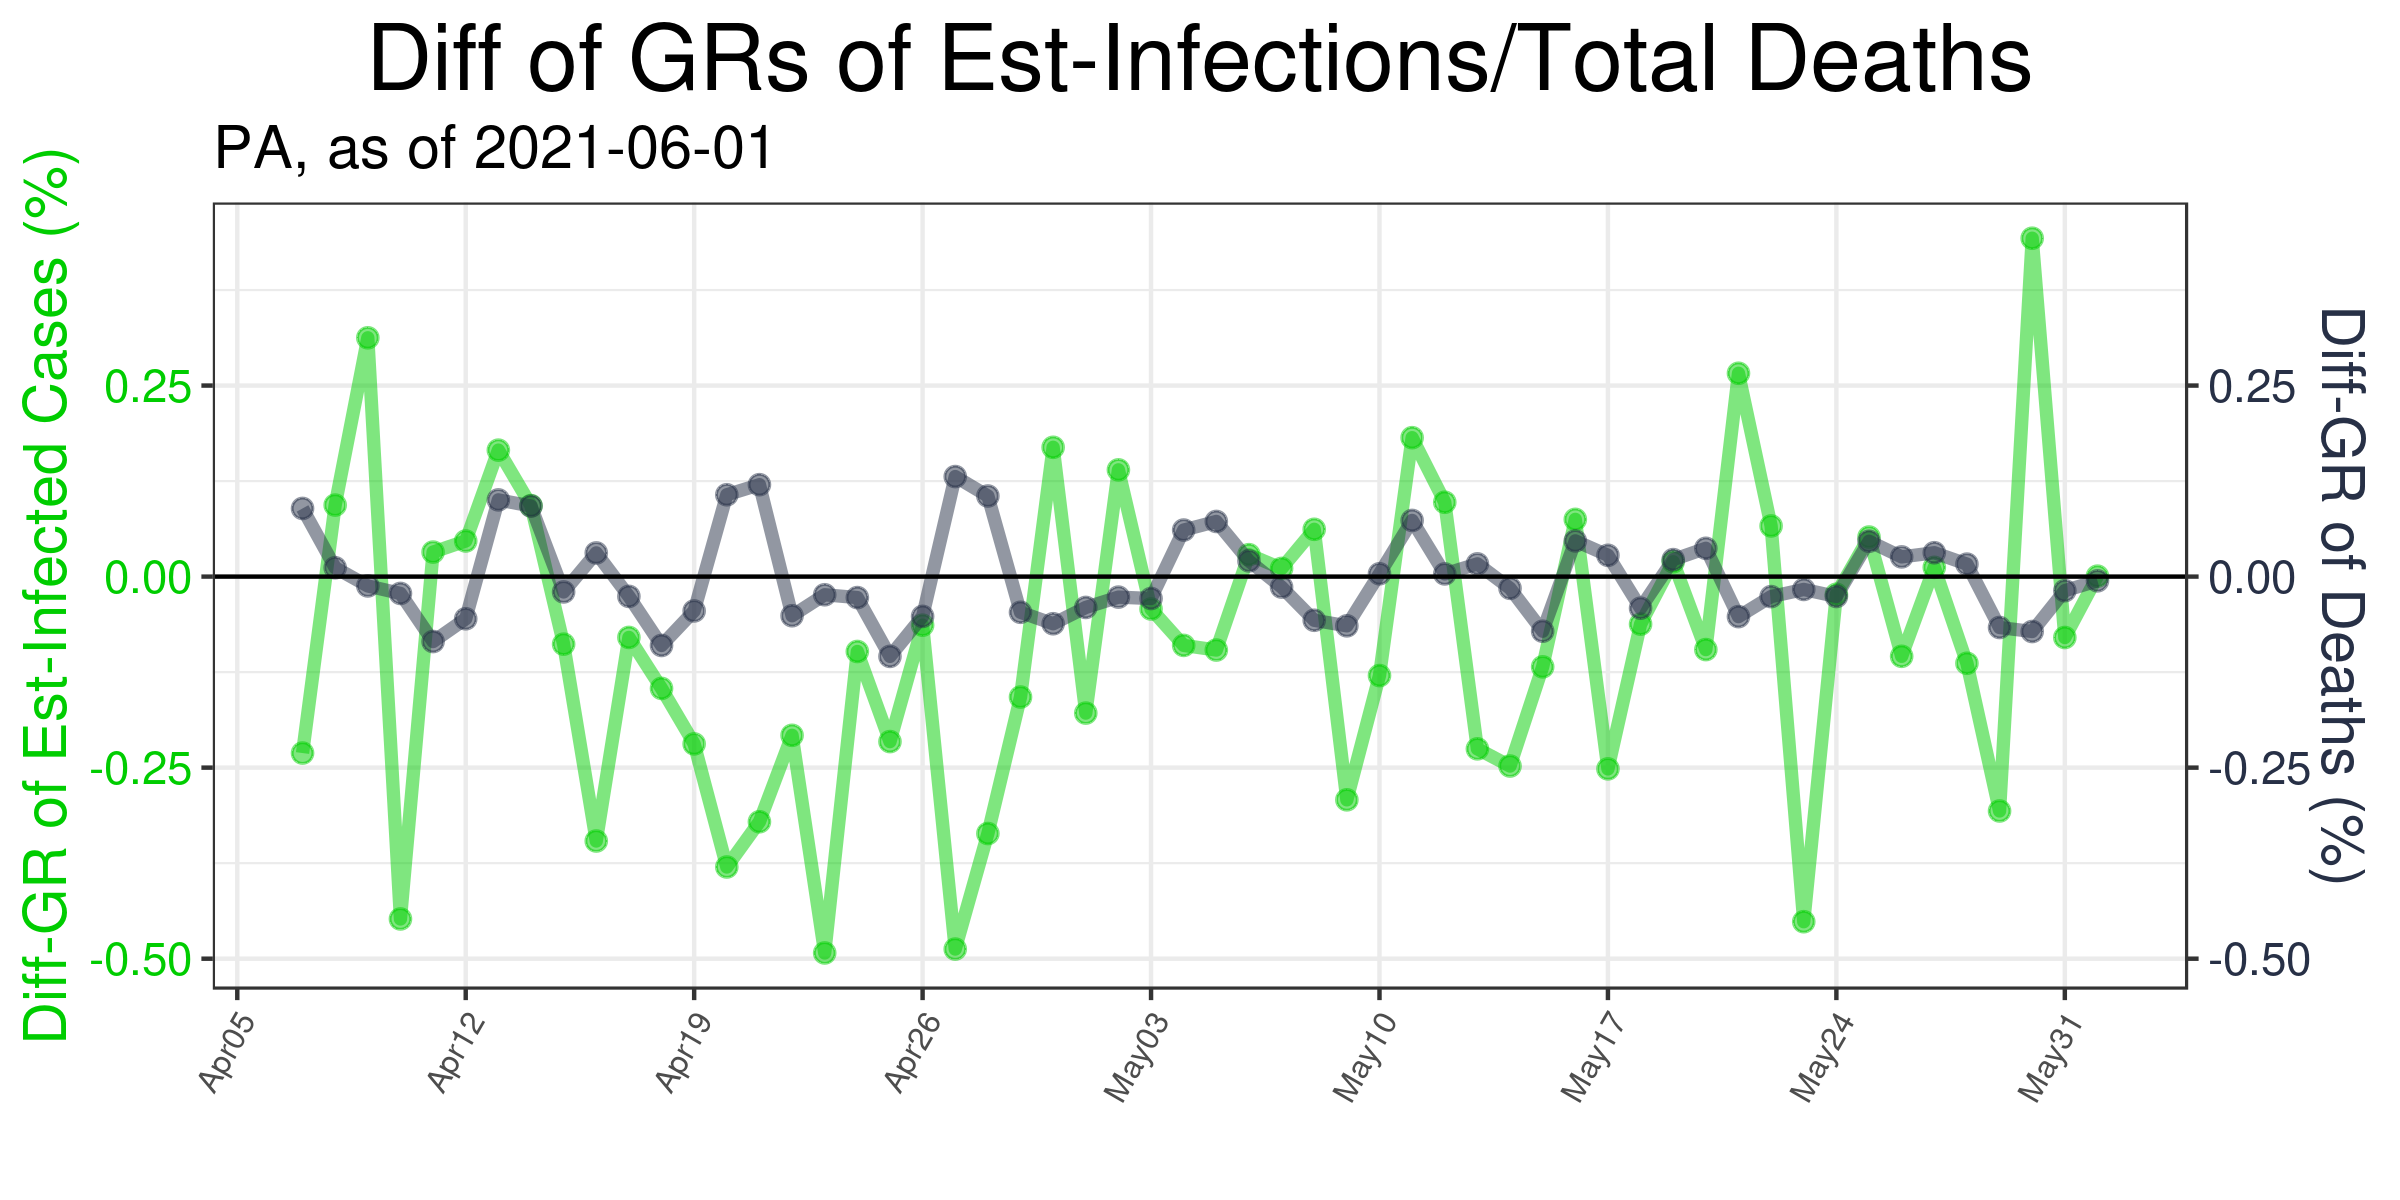 Diff of GRs of Est-Infections/Total Deaths
PA, as of 2021-06-01
Diff-GR of Est-Infected Cases (%)
0.25
0.00
-0.25
-0.50
0.25
0.00
-0.25
-0.50
Diff-GR of Deaths (%)
Apr05
Apr12
Apr19
Apr26
May03
May10
May17
May24
May31